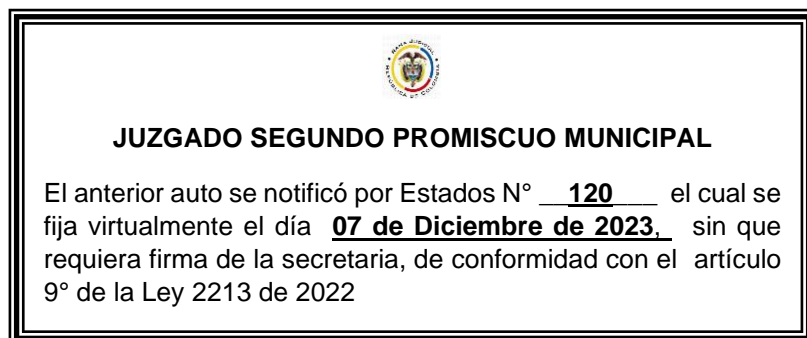 JUZGADO SEGUNDO PROMISCUO MUNICIPAL
El anterior auto se notificó por Estados N° __120___ el cual se
fija virtualmente el día 07 de Diciembre de 2023, sin que
requiera firma de la secretaria, de conformidad con el artículo
9° de la Ley 2213 de 2022